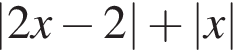 |2x − 2| + |x|